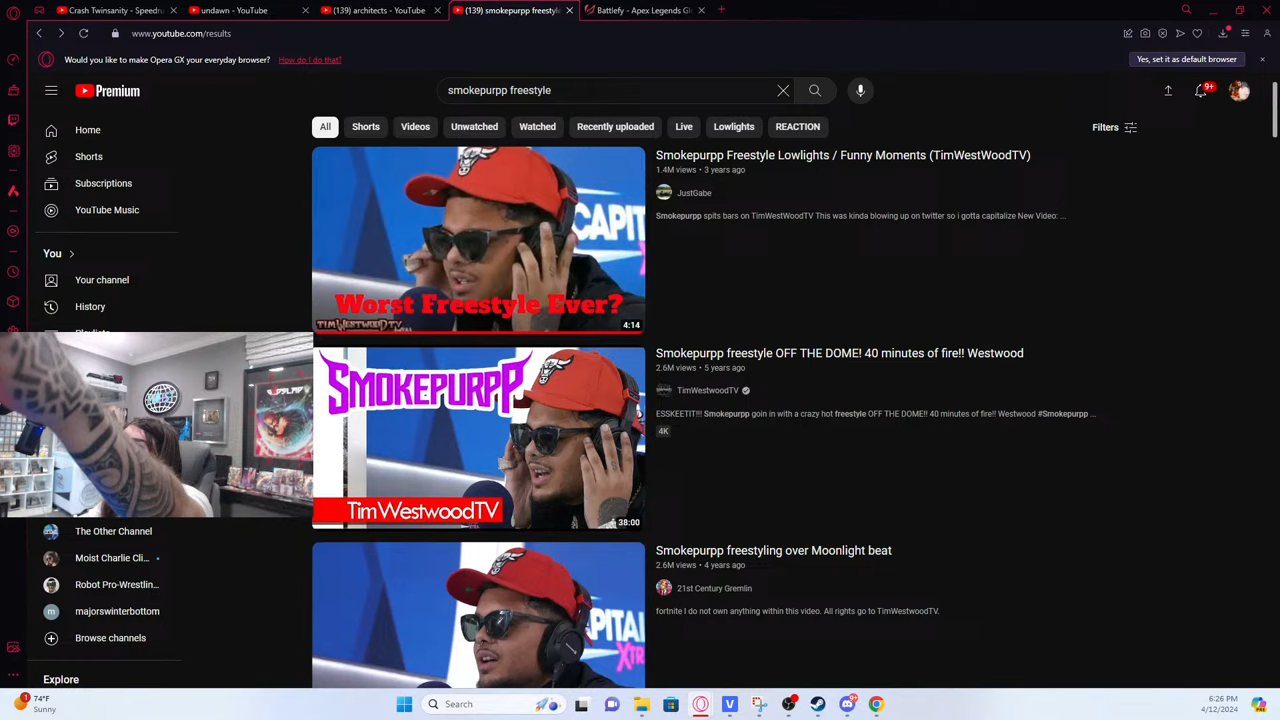 Crash Twinsanity - Speedru
undawn - YouTube
(139) architects - YouTube
(139) smokepurpp freestyle
Battlefy - Apex Legends Gl
www.youtube.com/results
Would you like to make Opera GX your everyday browser?
How do I do that?
Yes, set it as default browser
Premium
smokepurpp freestyle
9+
All
Shorts
Videos
Unwatched
Watched
Recently uploaded
Live
Lowlights
REACTION
Filters
Home
Shorts
Subscriptions
YouTube Music
You
Your channel
History
The Other Channel
Moist Charlie Cli...
Robot Pro-Wrestlin...
majorswinterbottom
Browse channels
Explore
CAPITAL
XTR
Worst Freestyle Ever?
TIMWESTWOODTV
4:14
Smokepurpp Freestyle Lowlights / Funny Moments (TimWestWoodTV)
1.4M views • 3 years ago
JustGabe
Smokepurpp spits bars on TimWestWoodTV This was kinda blowing up on twitter so i gotta capitalize New Video: ...
SMOKEPURPP
TimWestwoodTV
38:00
Smokepurpp freestyle OFF THE DOME! 40 minutes of fire!! Westwood
2.6M views • 5 years ago
TimWestwoodTV
ESSKEETIT!!! Smokepurpp goin in with a crazy hot freestyle OFF THE DOME!! 40 minutes of fire!! Westwood #Smokepurpp ...
4K
CAPITAL
XTRA
Smokepurpp freestyling over Moonlight beat
2.6M views • 4 years ago
21st Century Gremlin
fortnite I do not own anything within this video. All rights go to TimWestwoodTV.
1
74°F
Sunny
Search
9+
6:26 PM
4/12/2024